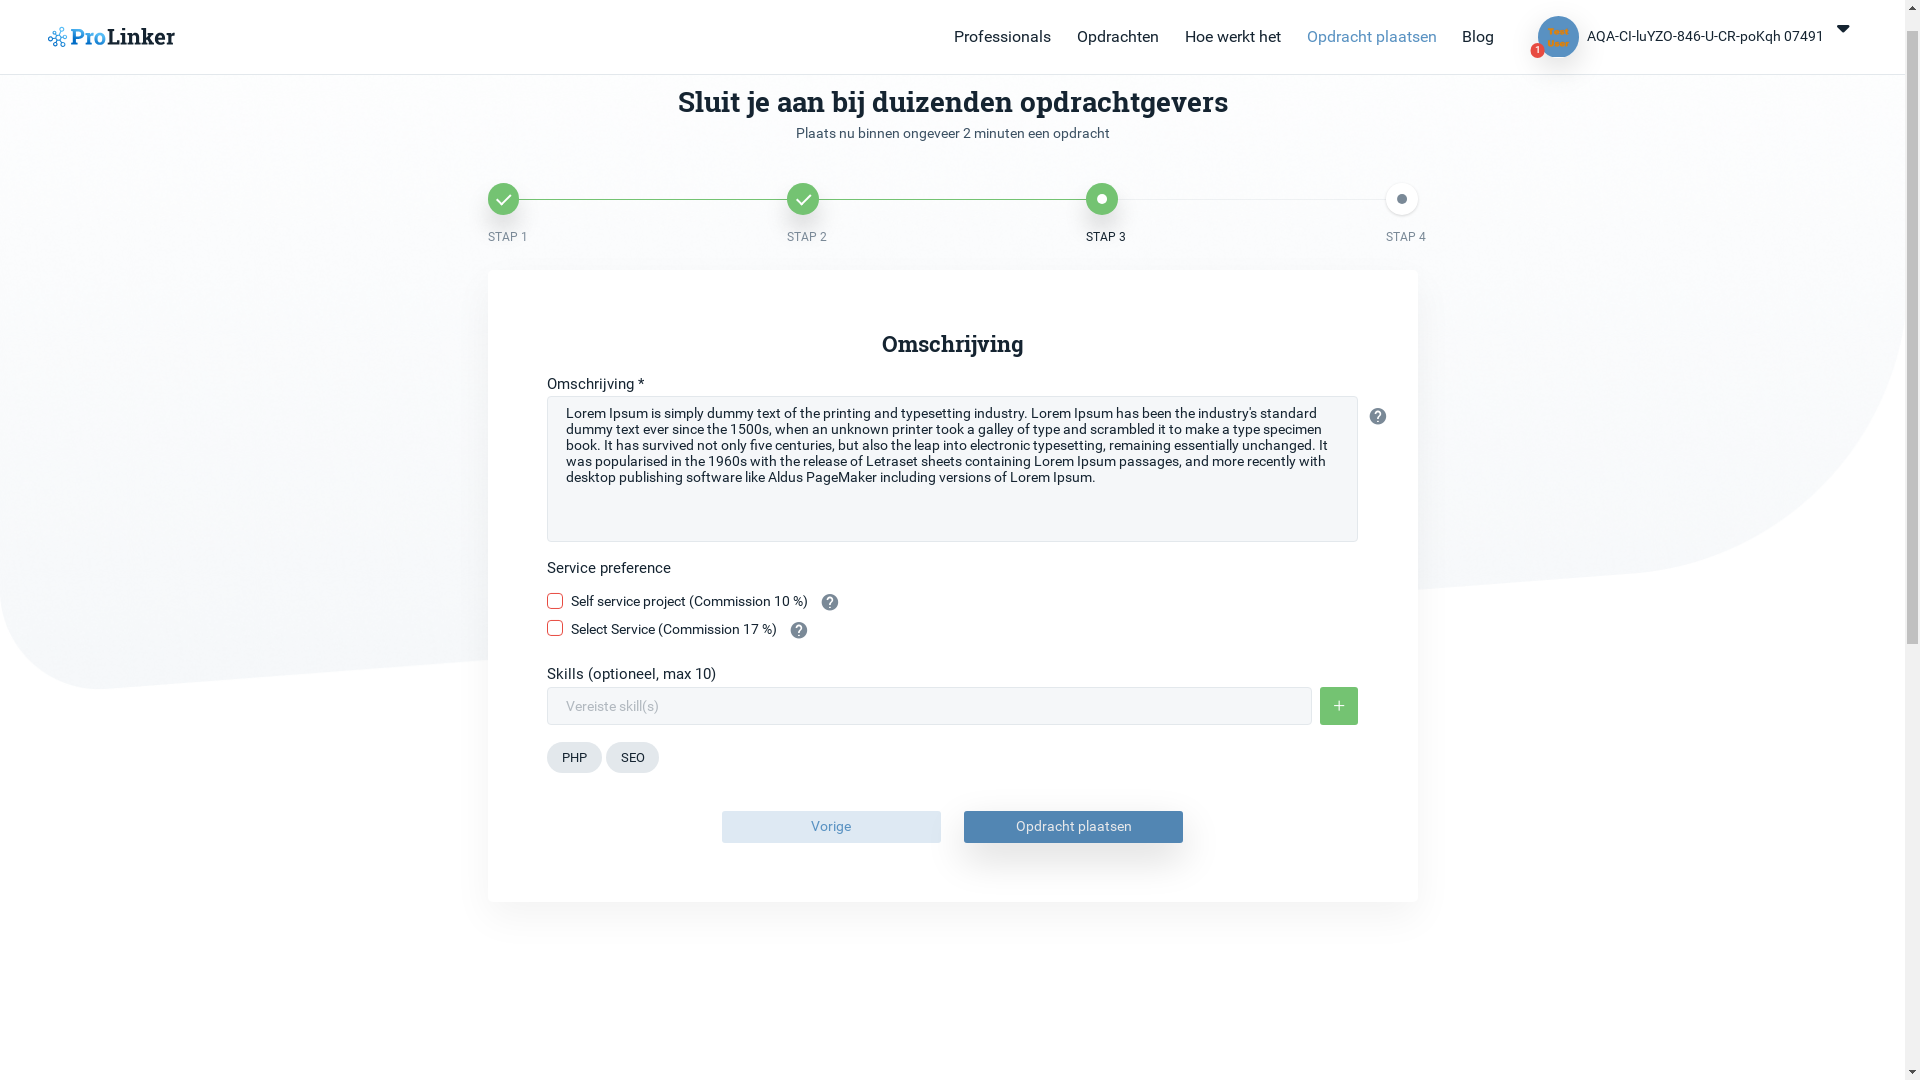 ProLinker
Professionals
Opdrachten
Hoe werkt het
Opdracht plaatsen
Blog
Test
User
1
AQA-CI-luYZO-846-U-CR-poKqh 07491
Sluit je aan bij duizenden opdrachtgevers
Plaats nu binnen ongeveer 2 minuten een opdracht
STAP 1
STAP 2
STAP 3
STAP 4
Omschrijving
Omschrijving *
Lorem Ipsum is simply dummy text of the printing and typesetting industry. Lorem Ipsum has been the industry's standard
dummy text ever since the 1500s, when an unknown printer took a galley of type and scrambled it to make a type specimen
book. It has survived not only five centuries, but also the leap into electronic typesetting, remaining essentially unchanged. It
was popularised in the 1960s with the release of Letraset sheets containing Lorem Ipsum passages, and more recently with
desktop publishing software like Aldus PageMaker including versions of Lorem Ipsum.
?
Service preference
Self service project (Commission 10 %) ?
Select Service (Commission 17 %) ?
Skills (optioneel, max 10)
Vereiste skill(s)
+
PHP
SEO
Vorige
Opdracht plaatsen